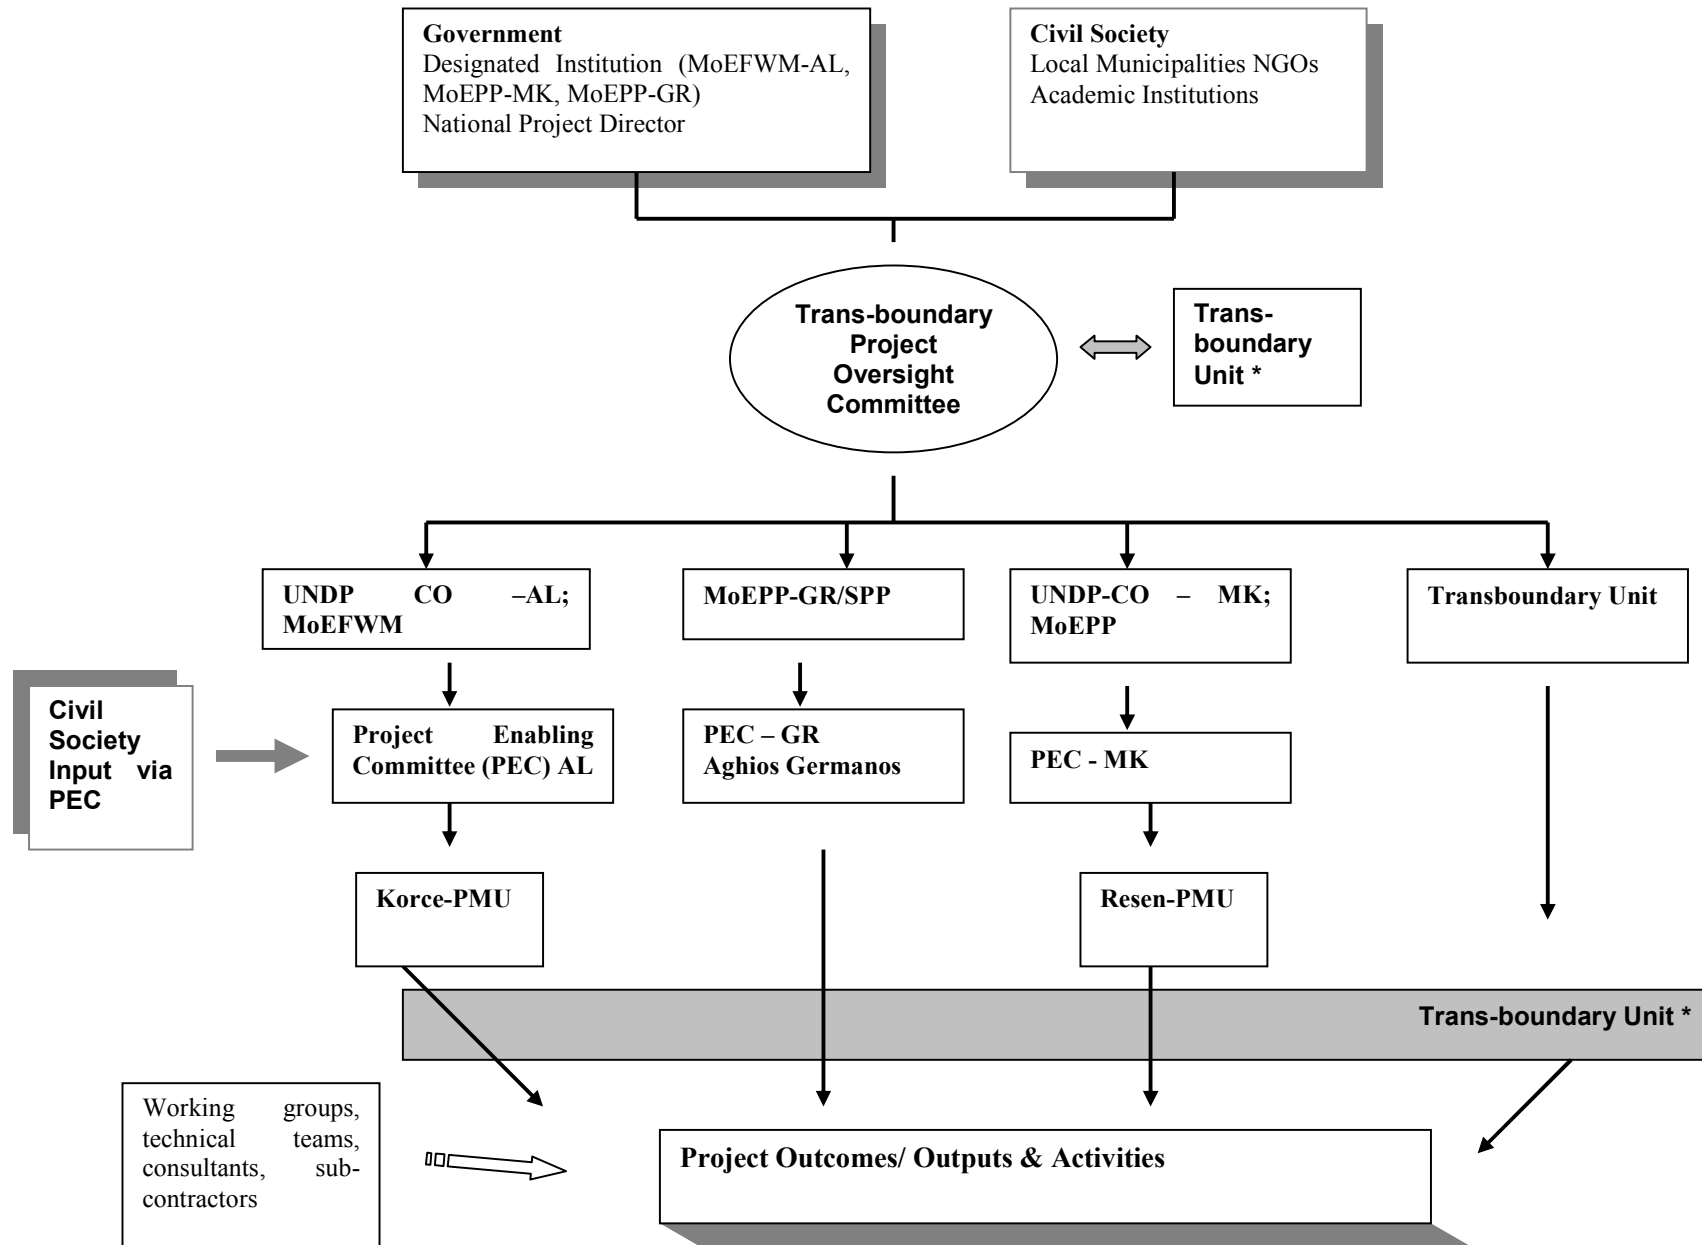 Government
Designated Institution (MoEFWM-AL,
MoEPP-MK, MoEPP-GR)
National Project Director
Civil Society
Local Municipalities NGOs
Academic Institutions
Trans-boundary
Project
Oversight
Committee
Trans-
boundary
Unit *
UNDP CO –AL;
MoEFWM
MoEPP-GR/SPP
UNDP-CO – MK;
MoEPP
Transboundary Unit
Civil
Society
Input via
PEC
Project Enabling
Committee (PEC) AL
PEC – GR
Aghios Germanos
PEC - MK
Korce-PMU
Resen-PMU
Trans-boundary Unit *
Working groups,
technical teams,
consultants, sub-
contractors
Project Outcomes/ Outputs & Activities